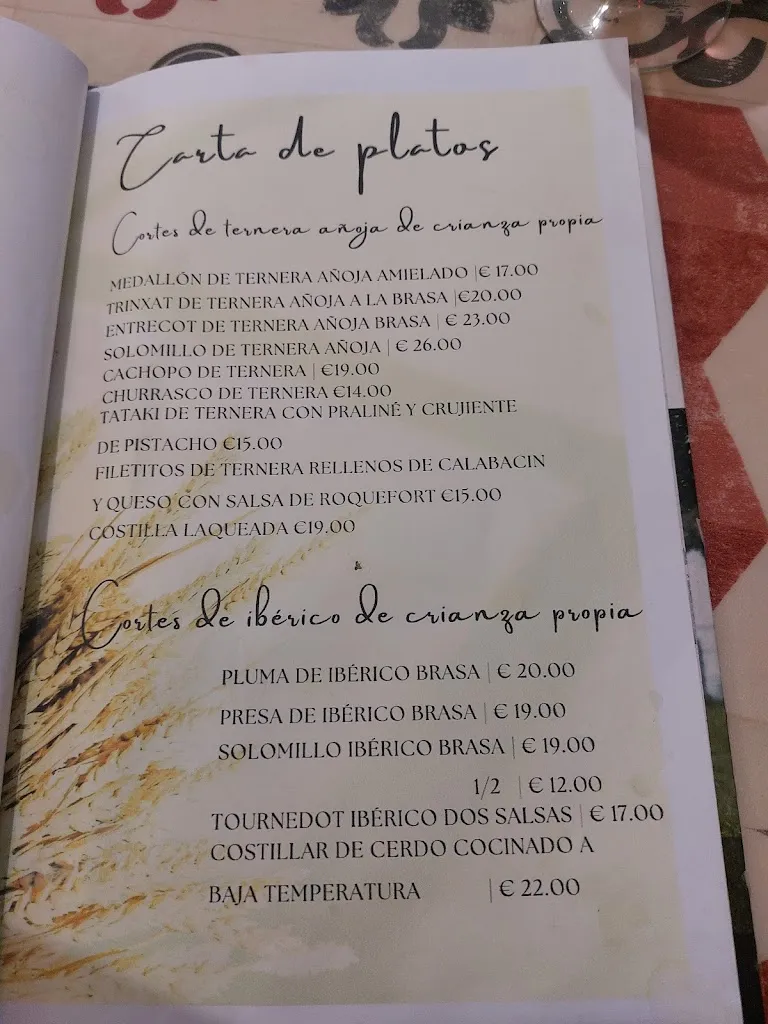 Carta de platos
Cortes de ternera añoja de crianza propia
MEDALLÓN DE TERNERA AÑOJA AMIELADO |€ 17.00
TRINXAT DE TERNERA AÑOJA A LA BRASA |€20.00
ENTRECOT DE TERNERA AÑOJA BRASA | € 23.00
SOLOMILLO DE TERNERA AÑOJA | € 26.00
CACHOPO DE TERNERA | €19.00
CHURRASCO DE TERNERA €14.00
TATAKI DE TERNERA CON PRALINÉ Y CRUJIENTE
DE PISTACHO €15.00
FILETITOS DE TERNERA RELLENOS DE CALABACIN
Y QUESO CON SALSA DE ROQUEFORT €15.00
COSTILLA LAQUEADA €19.00
Cortes de ibérico de crianza propia
PLUMA DE IBÉRICO BRASA | € 20.00
PRESA DE IBÉRICO BRASA | € 19.00
SOLOMILLO IBÉRICO BRASA | € 19.00
1/2 | € 12.00
TOURNEDOT IBÉRICO DOS SALSAS | € 17.00
COSTILLAR DE CERDO COCINADO A
BAJA TEMPERATURA | € 22.00